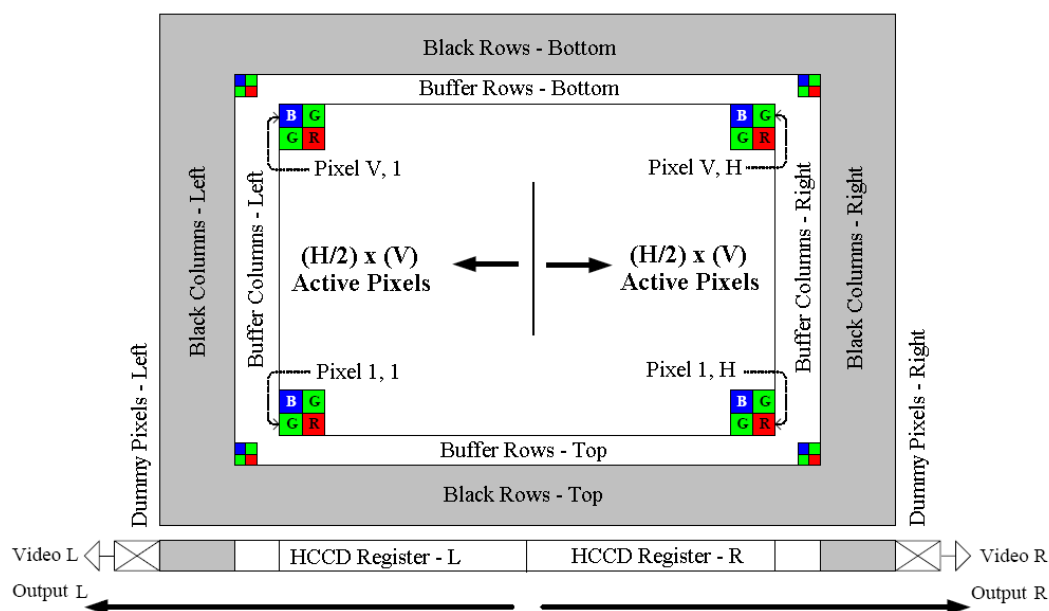 Black Rows - Bottom
Buffer Rows - Bottom
B G
G R
B G
G R
Pixel V, 1
Pixel V, H
Black Columns - Left
Buffer Columns - Left
Buffer Columns - Right
Black Columns - Right
(H/2) x (V)
Active Pixels
(H/2) x (V)
Active Pixels
Pixel 1, 1
Pixel 1, H
B G
G R
B G
G R
Dummy Pixels - Left
Dummy Pixels - Right
Buffer Rows - Top
Black Rows - Top
Video L
HCCD Register - L
HCCD Register - R
Video R
Output L
Output R